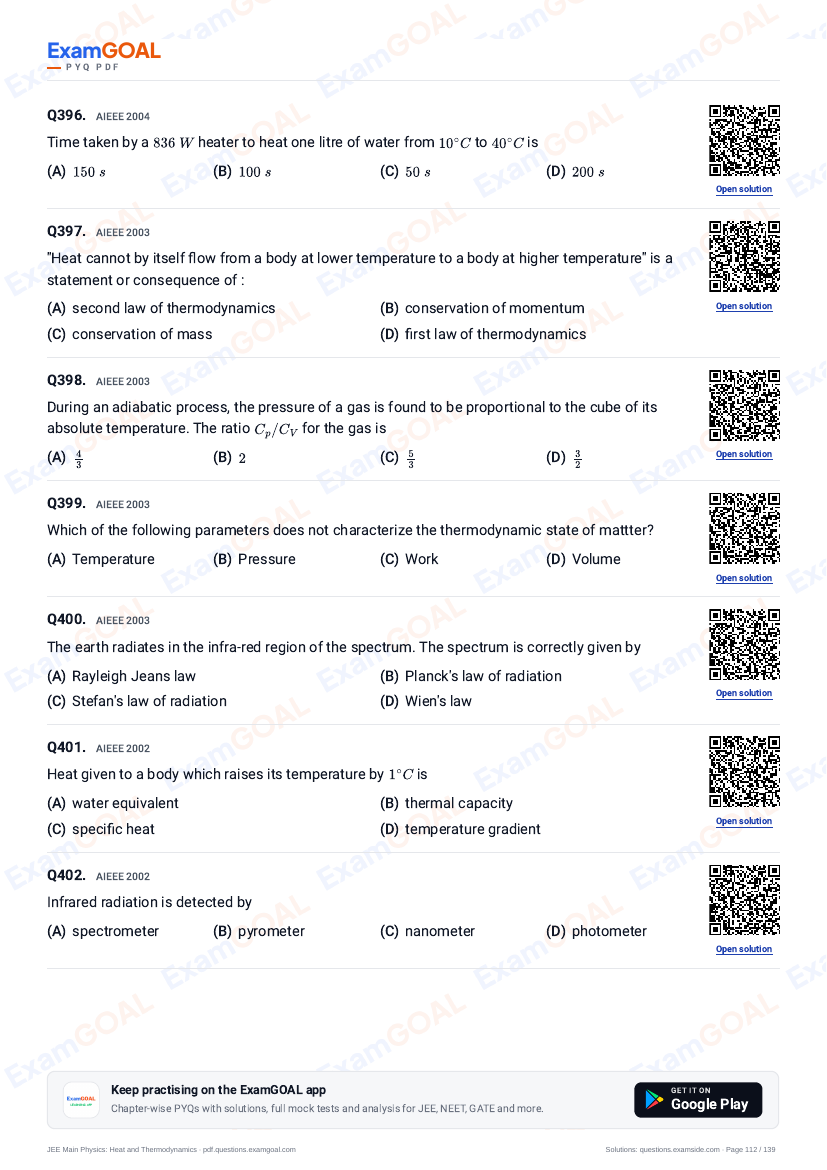 ExamGOAL
PYQ PDF
Q396. AIEEE 2004
Time taken by a 836 W heater to heat one litre of water from 10°C to 40°C is
(A) 150 s (B) 100 s (C) 50 s (D) 200 s
Open solution
Q397. AIEEE 2003
"Heat cannot by itself flow from a body at lower temperature to a body at higher temperature" is a
statement or consequence of :
(A) second law of thermodynamics (B) conservation of momentum
(C) conservation of mass (D) first law of thermodynamics
Open solution
Q398. AIEEE 2003
During an adiabatic process, the pressure of a gas is found to be proportional to the cube of its
absolute temperature. The ratio C_p/C_V for the gas is
(A) 4/3 (B) 2 (C) 5/3 (D) 3/2
Open solution
Q399. AIEEE 2003
Which of the following parameters does not characterize the thermodynamic state of mattter?
(A) Temperature (B) Pressure (C) Work (D) Volume
Open solution
Q400. AIEEE 2003
The earth radiates in the infra-red region of the spectrum. The spectrum is correctly given by
(A) Rayleigh Jeans law (B) Planck's law of radiation
(C) Stefan's law of radiation (D) Wien's law
Open solution
Q401. AIEEE 2002
Heat given to a body which raises its temperature by 1°C is
(A) water equivalent (B) thermal capacity
(C) specific heat (D) temperature gradient
Open solution
Q402. AIEEE 2002
Infrared radiation is detected by
(A) spectrometer (B) pyrometer (C) nanometer (D) photometer
Open solution
ExamGOAL
Keep practising on the ExamGOAL app
Chapter-wise PYQs with solutions, full mock tests and analysis for JEE, NEET, GATE and more.
GET IT ON
Google Play
JEE Main Physics: Heat and Thermodynamics · pdf.questions.examgoal.com
Solutions: questions.examside.com · Page 112 / 139